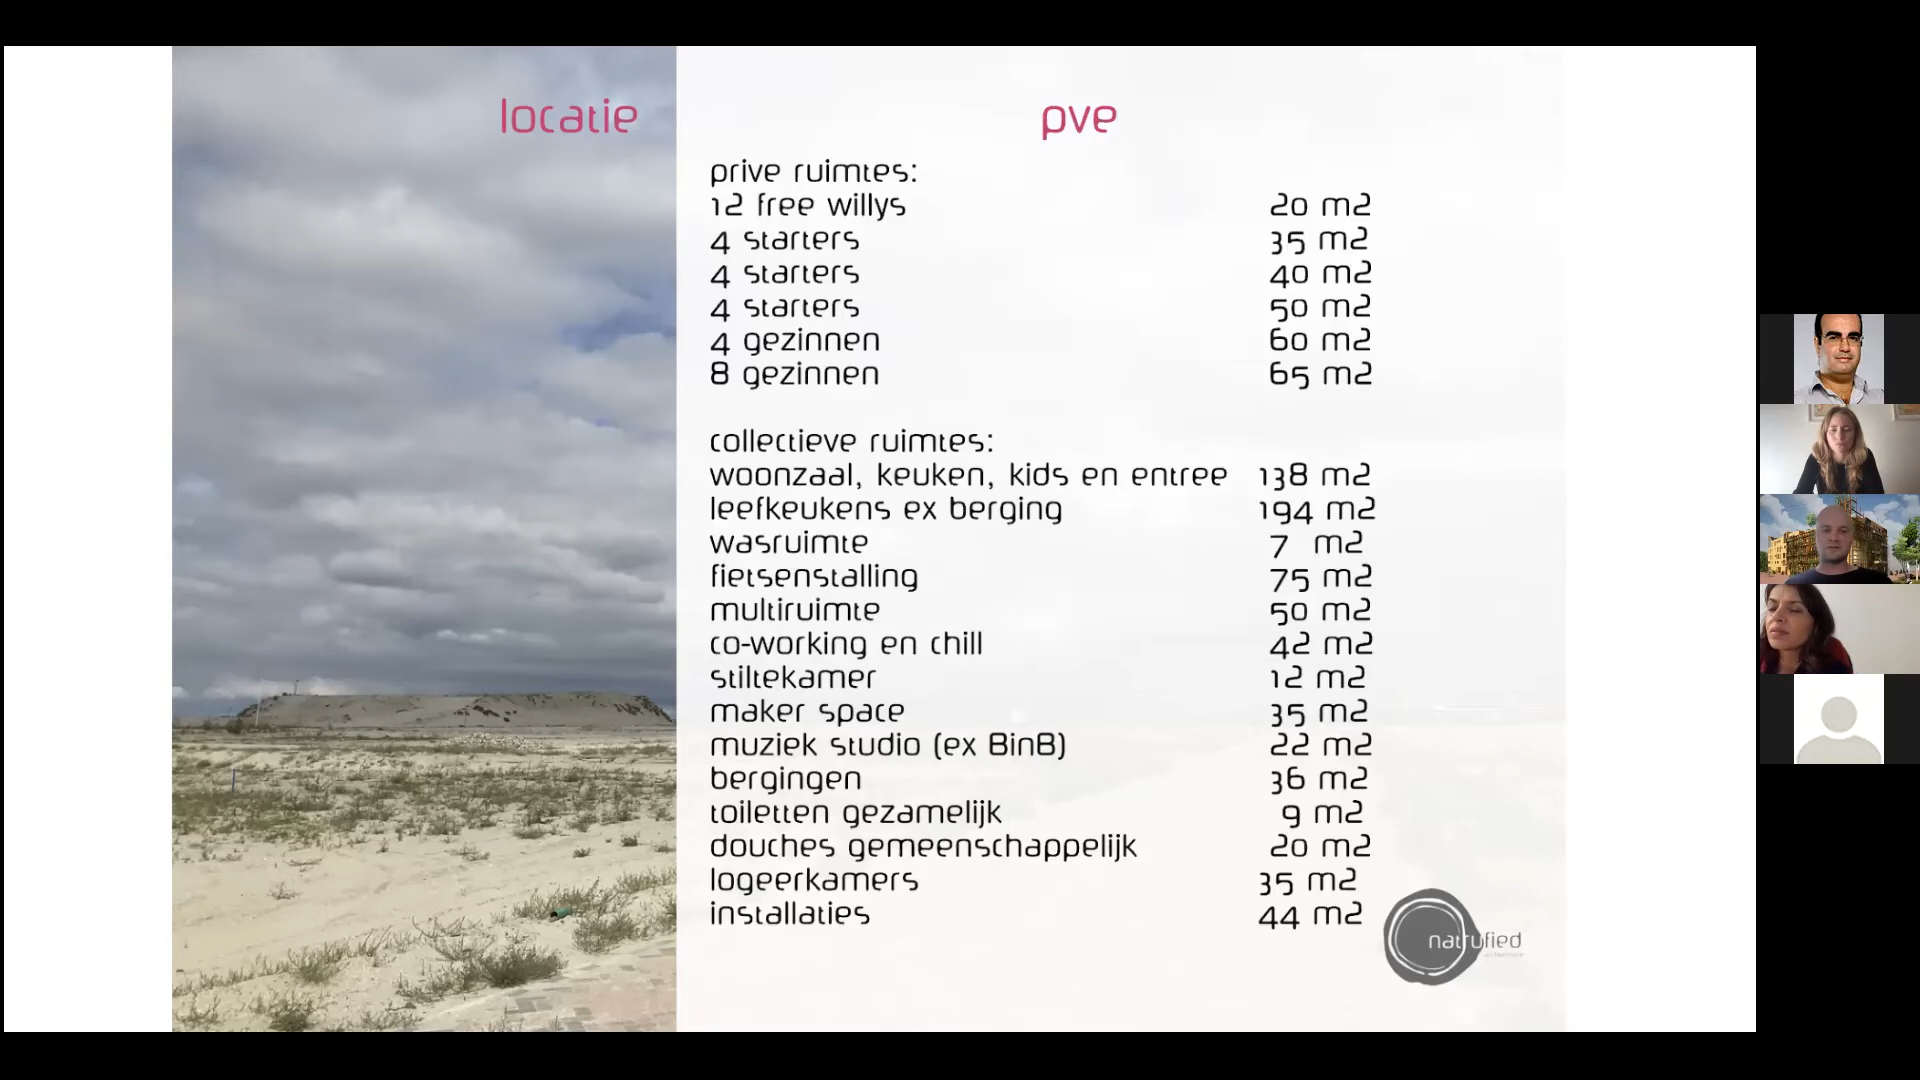 locatie
pve
prive ruimtes:
12 free willys 20 m2
4 starters 35 m2
4 starters 40 m2
4 starters 50 m2
4 gezinnen 60 m2
8 gezinnen 65 m2
collectieve ruimtes:
woonzaal, keuken, kids en entree 138 m2
leefkeukens ex berging 194 m2
wasruimte 7 m2
fietsenstalling 75 m2
multiruimte 50 m2
co-working en chill 42 m2
stiltekamer 12 m2
maker space 35 m2
muziek studio (ex BinB) 22 m2
bergingen 36 m2
toiletten gezamelijk 9 m2
douches gemeenschappelijk 20 m2
logeerkamers 35 m2
installaties 44 m2
natrufied